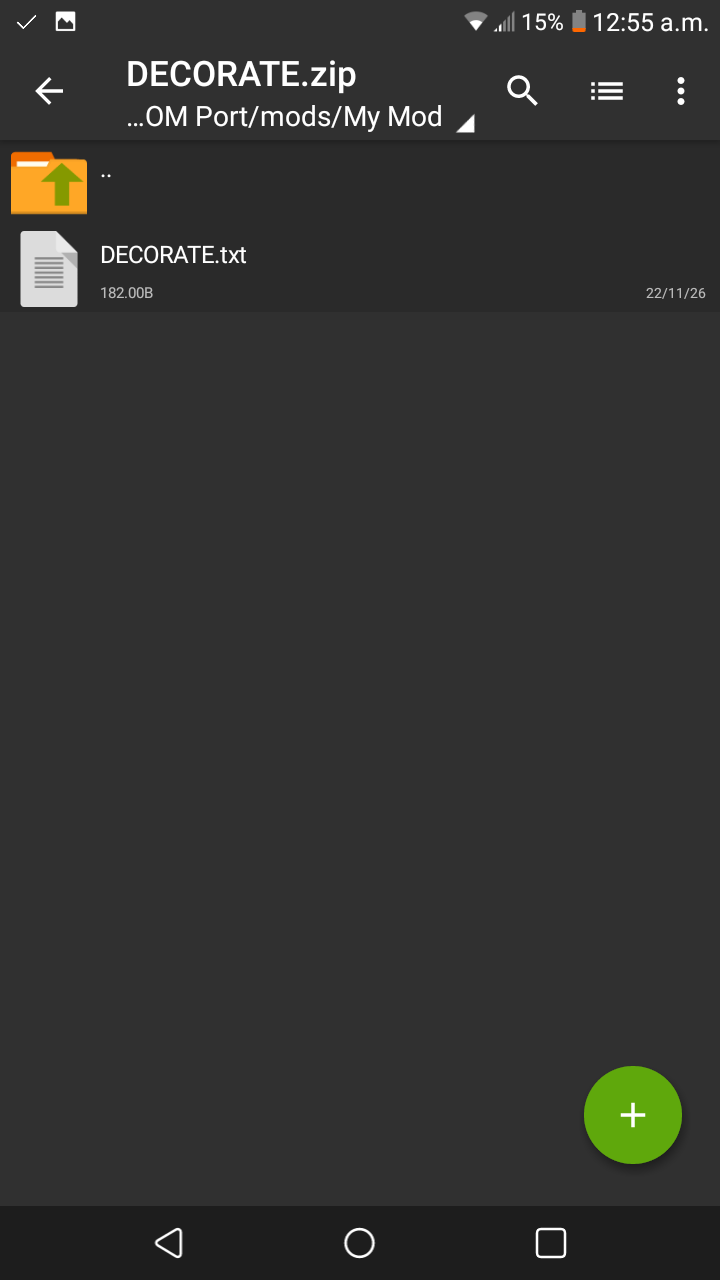 15% 12:55 a.m.
DECORATE.zip
...OM Port/mods/My Mod
..
DECORATE.txt
182.00B 22/11/26